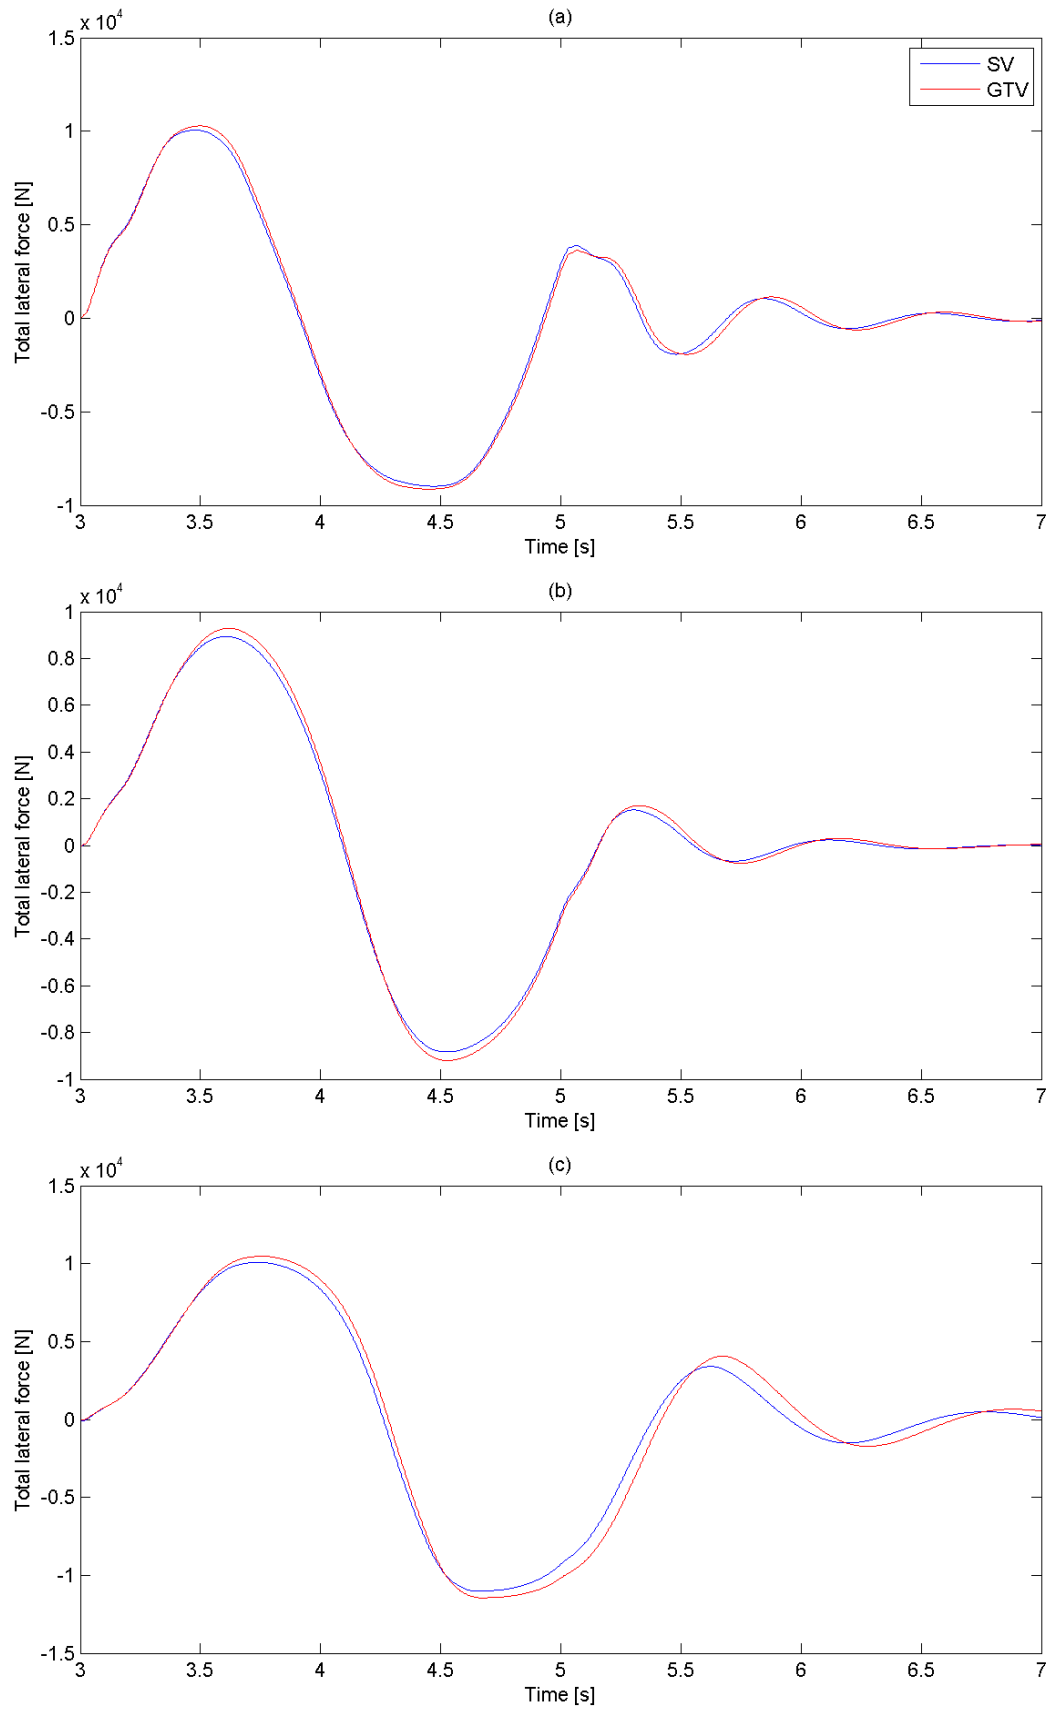 (a)
x 10^4
1.5
1
0.5
0
-0.5
-1
Total lateral force [N]
SV
GTV
3 3.5 4 4.5 5 5.5 6 6.5 7
Time [s]
(b)
x 10^4
1
0.8
0.6
0.4
0.2
0
-0.2
-0.4
-0.6
-0.8
-1
Total lateral force [N]
3 3.5 4 4.5 5 5.5 6 6.5 7
Time [s]
(c)
x 10^4
1.5
1
0.5
0
-0.5
-1
-1.5
Total lateral force [N]
3 3.5 4 4.5 5 5.5 6 6.5 7
Time [s]